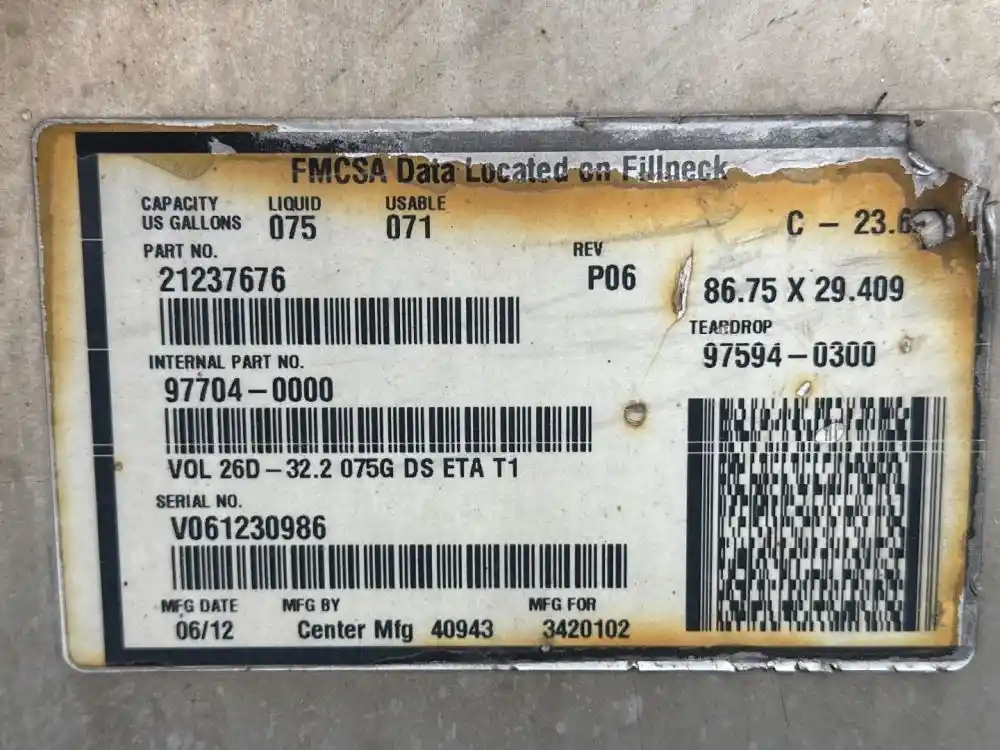 FMCSA Data Located on Fillneck
CAPACITY US GALLONS LIQUID 075 USABLE 071
C – 23.6
PART NO.
21237676
REV
P06
86.75 X 29.409
TEARDROP
97594–0300
INTERNAL PART NO.
97704–0000
VOL 26D–32.2 075G DS ETA T1
SERIAL NO.
V061230986
MFG DATE MFG BY MFG FOR
06/12 Center Mfg 40943 3420102